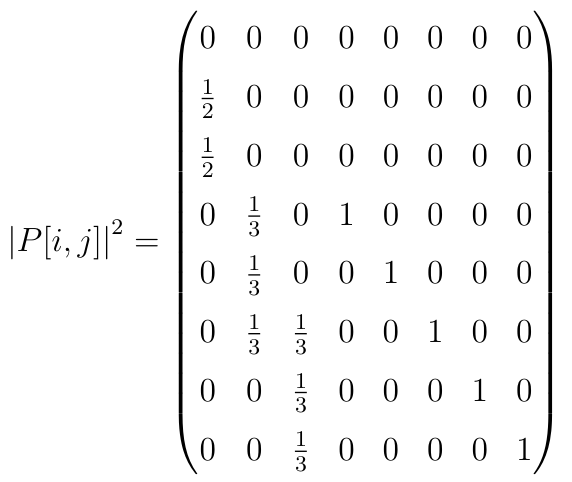 |P[i, j]|² = 
0 0 0 0 0 0 0 0
1/2 0 0 0 0 0 0 0
1/2 0 0 0 0 0 0 0
0 1/3 0 1 0 0 0 0
0 1/3 0 0 1 0 0 0
0 1/3 1/3 0 0 1 0 0
0 0 1/3 0 0 0 1 0
0 0 1/3 0 0 0 0 1